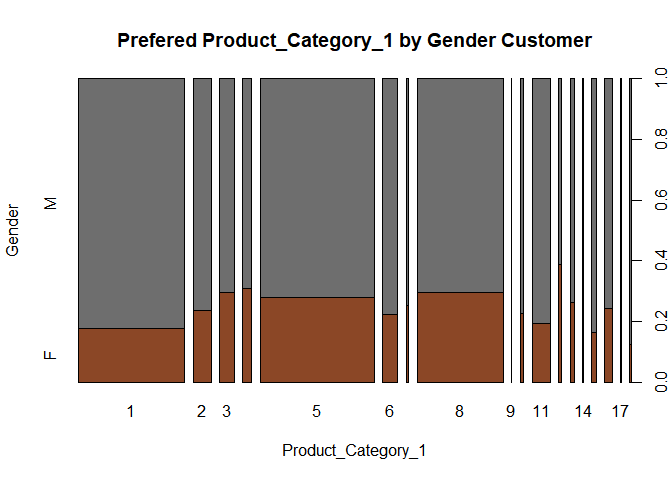 Prefered Product_Category_1 by Gender Customer
Gender
M
F
1.0
0.8
0.6
0.4
0.2
0.0
1 2 3 5 6 8 9 11 14 17
Product_Category_1